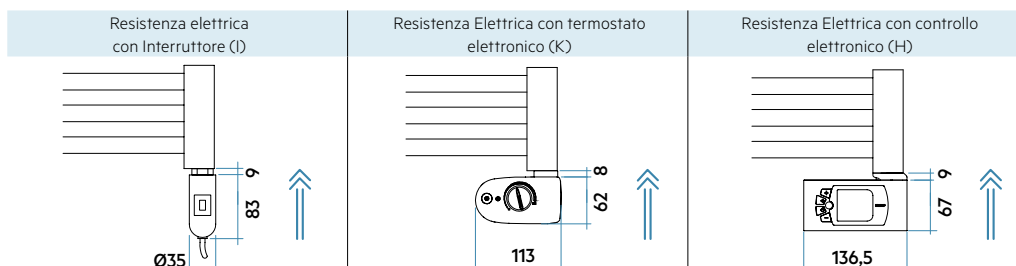 Resistenza elettrica
con Interruttore (I)
Resistenza Elettrica con termostato
elettronico (K)
Resistenza Elettrica con controllo
elettronico (H)
9
83
Ø35
8
62
113
9
67
136,5